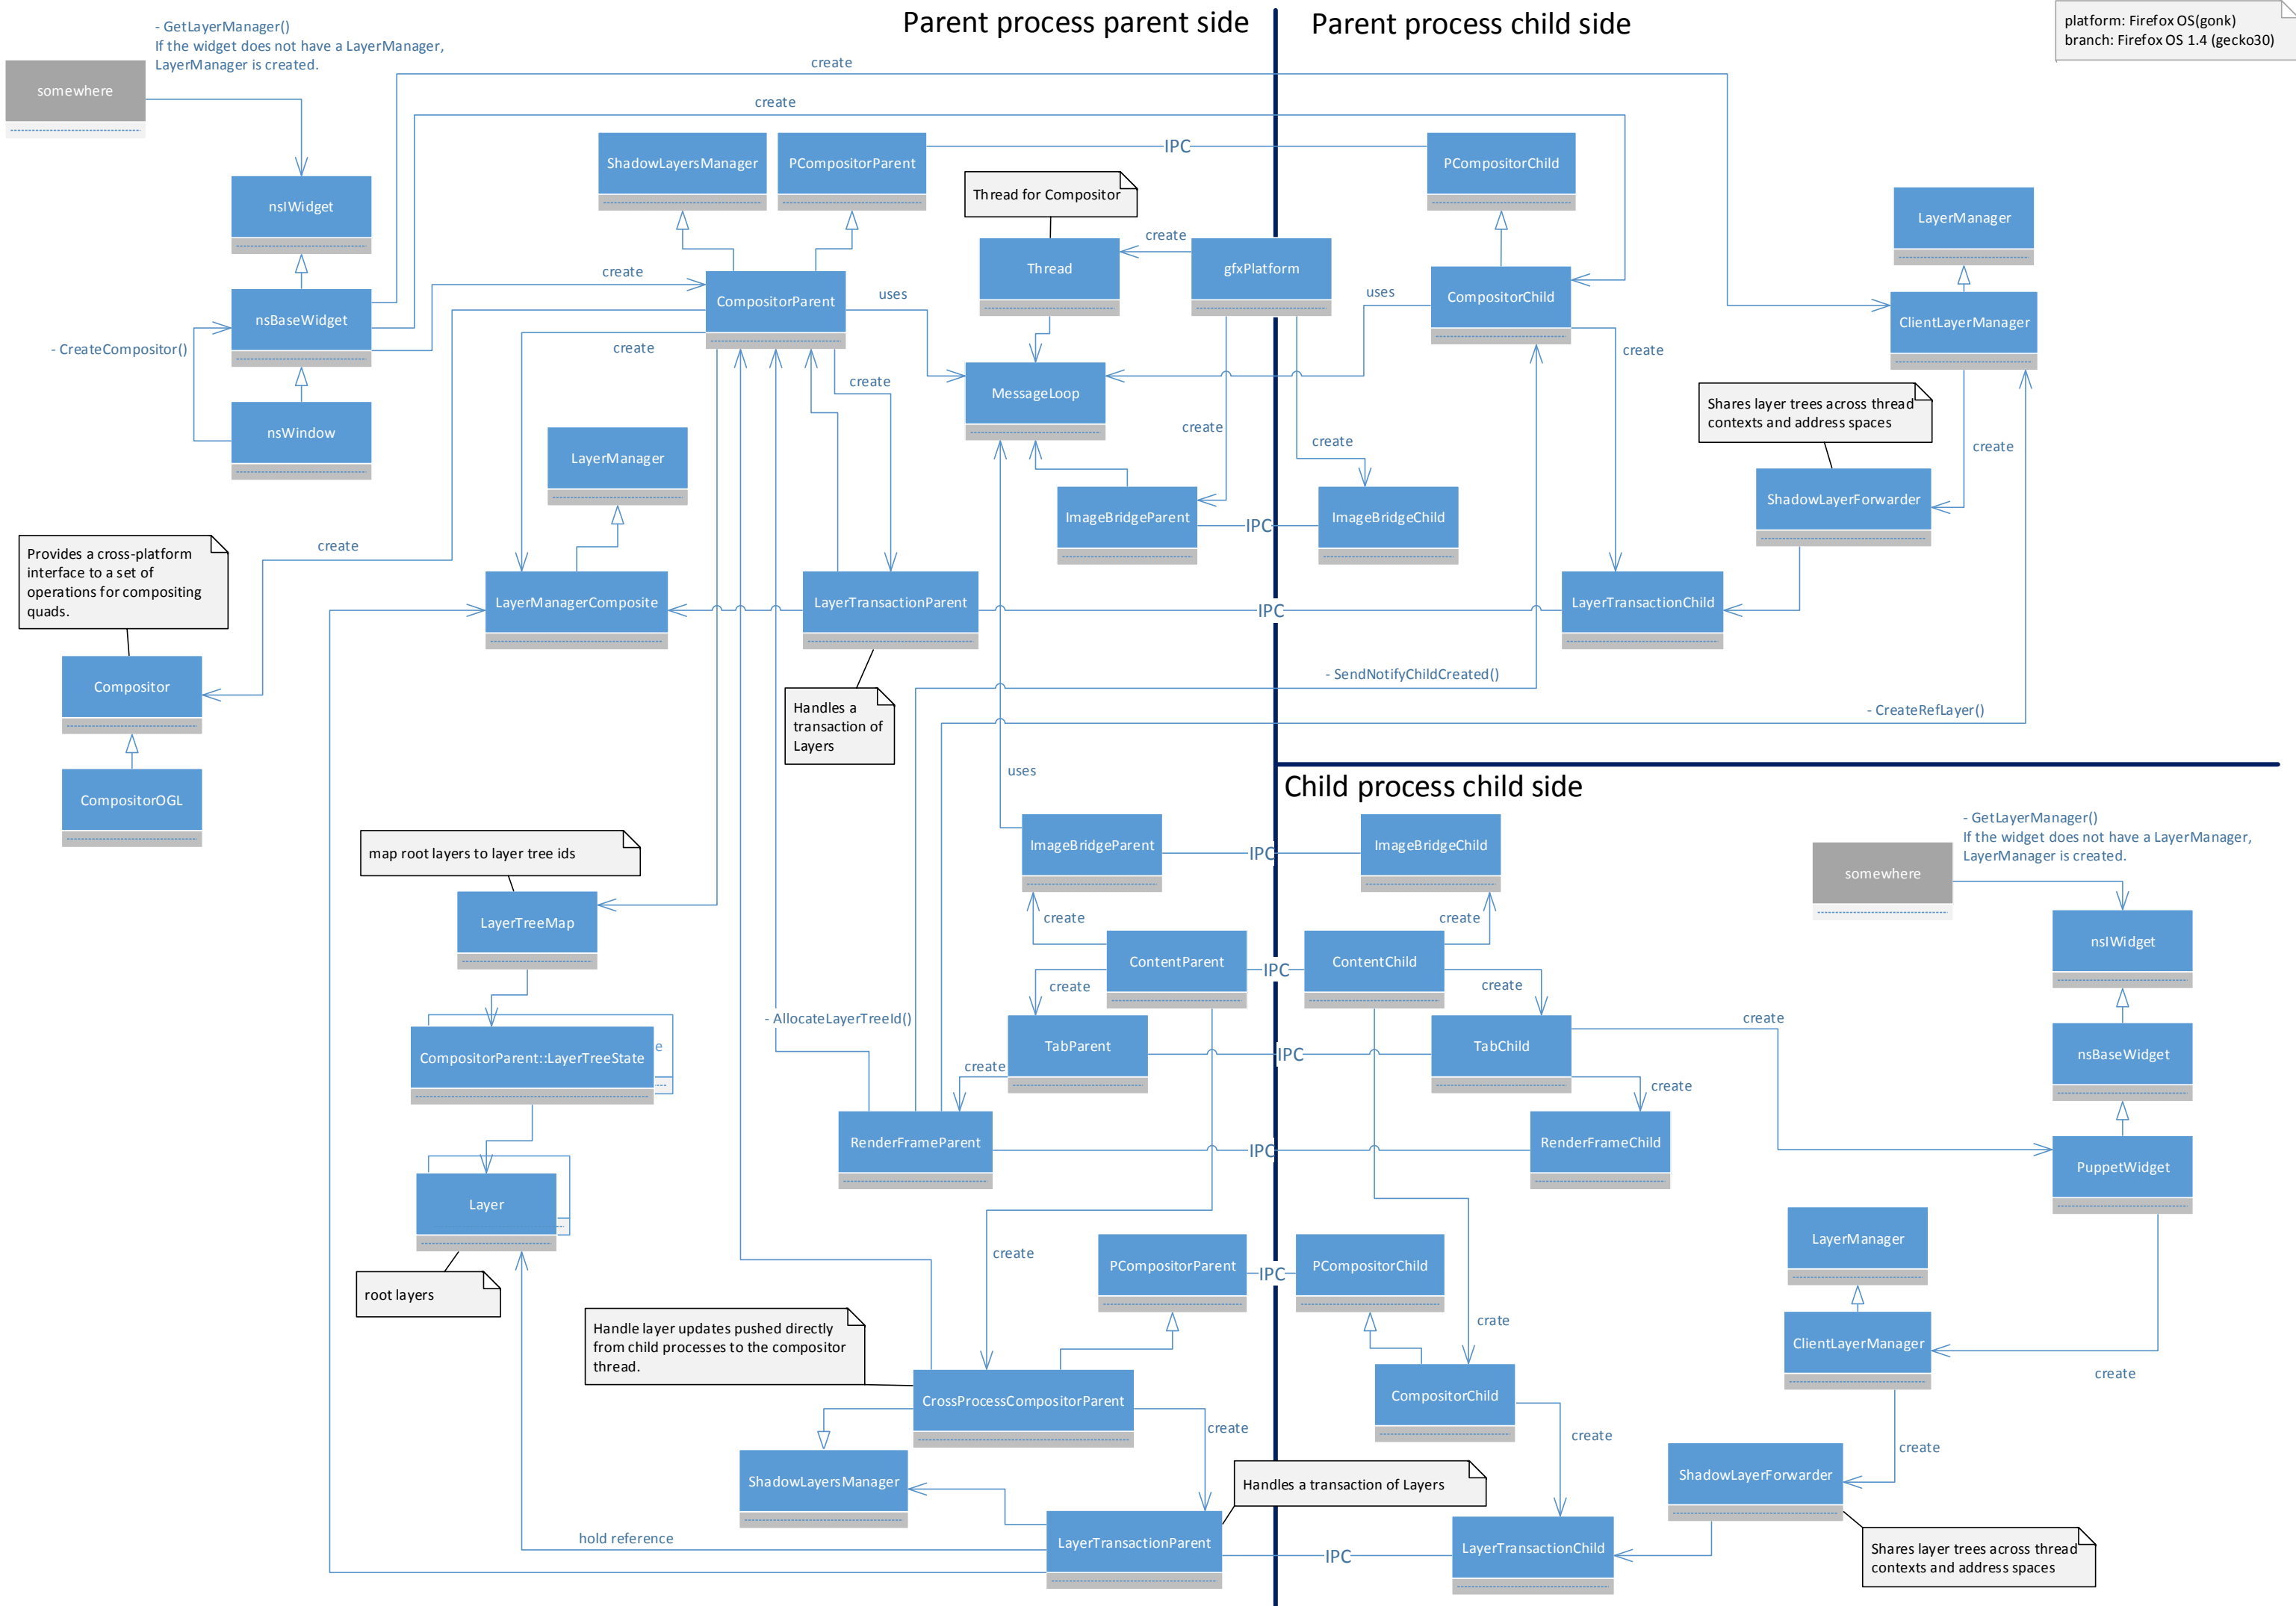 Parent process parent side
Parent process child side
platform: Firefox OS(gonk)
branch: Firefox OS 1.4 (gecko30)
- GetLayerManager()
If the widget does not have a LayerManager,
LayerManager is created.
somewhere
create
create
nsIWidget
ShadowLayersManager
PCompositorParent
IPC
PCompositorChild
Thread for Compositor
LayerManager
create
Thread
gfxPlatform
nsBaseWidget
create
CompositorParent
uses
uses
CompositorChild
ClientLayerManager
- CreateCompositor()
create
create
create
MessageLoop
Shares layer trees across thread
contexts and address spaces
nsWindow
create
create
create
LayerManager
ShadowLayerForwarder
ImageBridgeParent
IPC
ImageBridgeChild
create
Provides a cross-platform
interface to a set of
operations for compositing
quads.
LayerManagerComposite
LayerTransactionParent
IPC
LayerTransactionChild
- SendNotifyChildCreated()
Compositor
Handles a
transaction of
Layers
- CreateRefLayer()
uses
CompositorOGL
Child process child side
- GetLayerManager()
If the widget does not have a LayerManager,
LayerManager is created.
map root layers to layer tree ids
ImageBridgeParent
IPC
ImageBridgeChild
somewhere
LayerTreeMap
create
create
nsIWidget
ContentParent
IPC
ContentChild
create
create
- AllocateLayerTreeId()
create
CompositorParent::LayerTreeState
e
TabParent
IPC
TabChild
nsBaseWidget
create
create
RenderFrameParent
IPC
RenderFrameChild
PuppetWidget
Layer
LayerManager
create
PCompositorParent
IPC
PCompositorChild
root layers
Handle layer updates pushed directly
from child processes to the compositor
thread.
crate
ClientLayerManager
create
CrossProcessCompositorParent
CompositorChild
create
create
create
ShadowLayersManager
Handles a transaction of Layers
ShadowLayerForwarder
hold reference
LayerTransactionParent
IPC
LayerTransactionChild
Shares layer trees across thread
contexts and address spaces